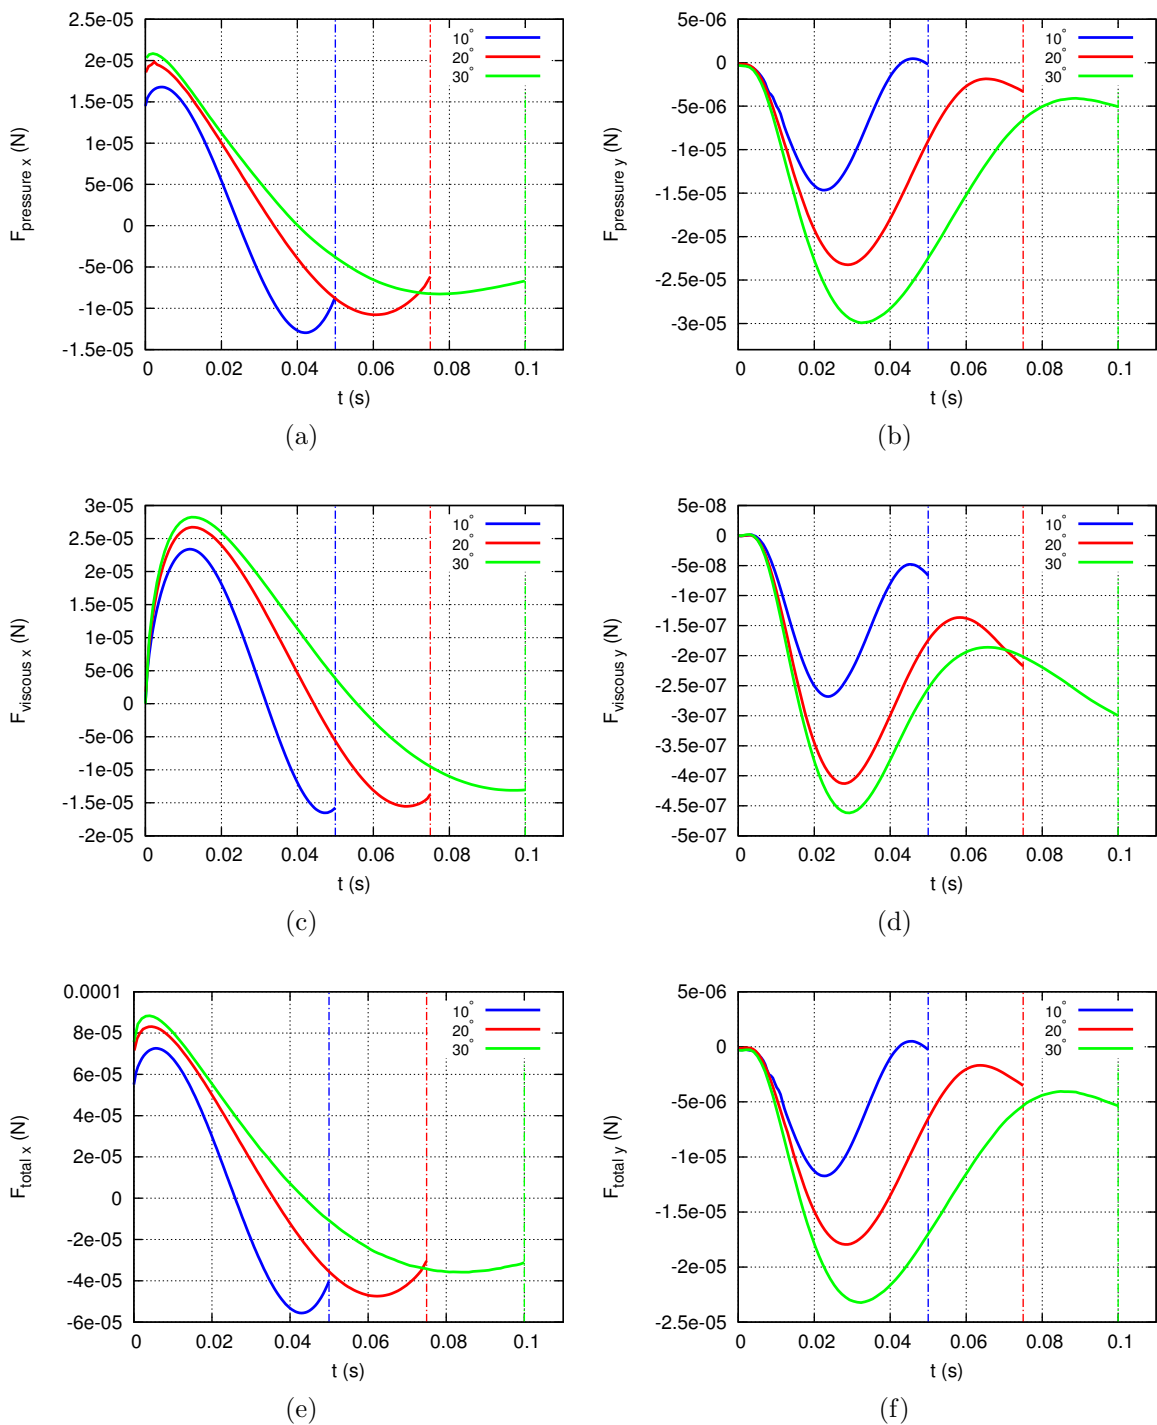 2.5e-05
2e-05
1.5e-05
1e-05
5e-06
0
-5e-06
-1e-05
-1.5e-05
0 0.02 0.04 0.06 0.08 0.1
F pressure x (N)
t (s)
10°
20°
30°
(a)
5e-06
0
-5e-06
-1e-05
-1.5e-05
-2e-05
-2.5e-05
-3e-05
0 0.02 0.04 0.06 0.08 0.1
F pressure y (N)
t (s)
10°
20°
30°
(b)
3e-05
2.5e-05
2e-05
1.5e-05
1e-05
5e-06
0
-5e-06
-1e-05
-1.5e-05
-2e-05
0 0.02 0.04 0.06 0.08 0.1
F viscous x (N)
t (s)
10°
20°
30°
(c)
5e-08
0
-5e-08
-1e-07
-1.5e-07
-2e-07
-2.5e-07
-3e-07
-3.5e-07
-4e-07
-4.5e-07
-5e-07
0 0.02 0.04 0.06 0.08 0.1
F viscous y (N)
t (s)
10°
20°
30°
(d)
0.0001
8e-05
6e-05
4e-05
2e-05
0
-2e-05
-4e-05
-6e-05
0 0.02 0.04 0.06 0.08 0.1
F total x (N)
t (s)
10°
20°
30°
(e)
5e-06
0
-5e-06
-1e-05
-1.5e-05
-2e-05
-2.5e-05
0 0.02 0.04 0.06 0.08 0.1
F total y (N)
t (s)
10°
20°
30°
(f)